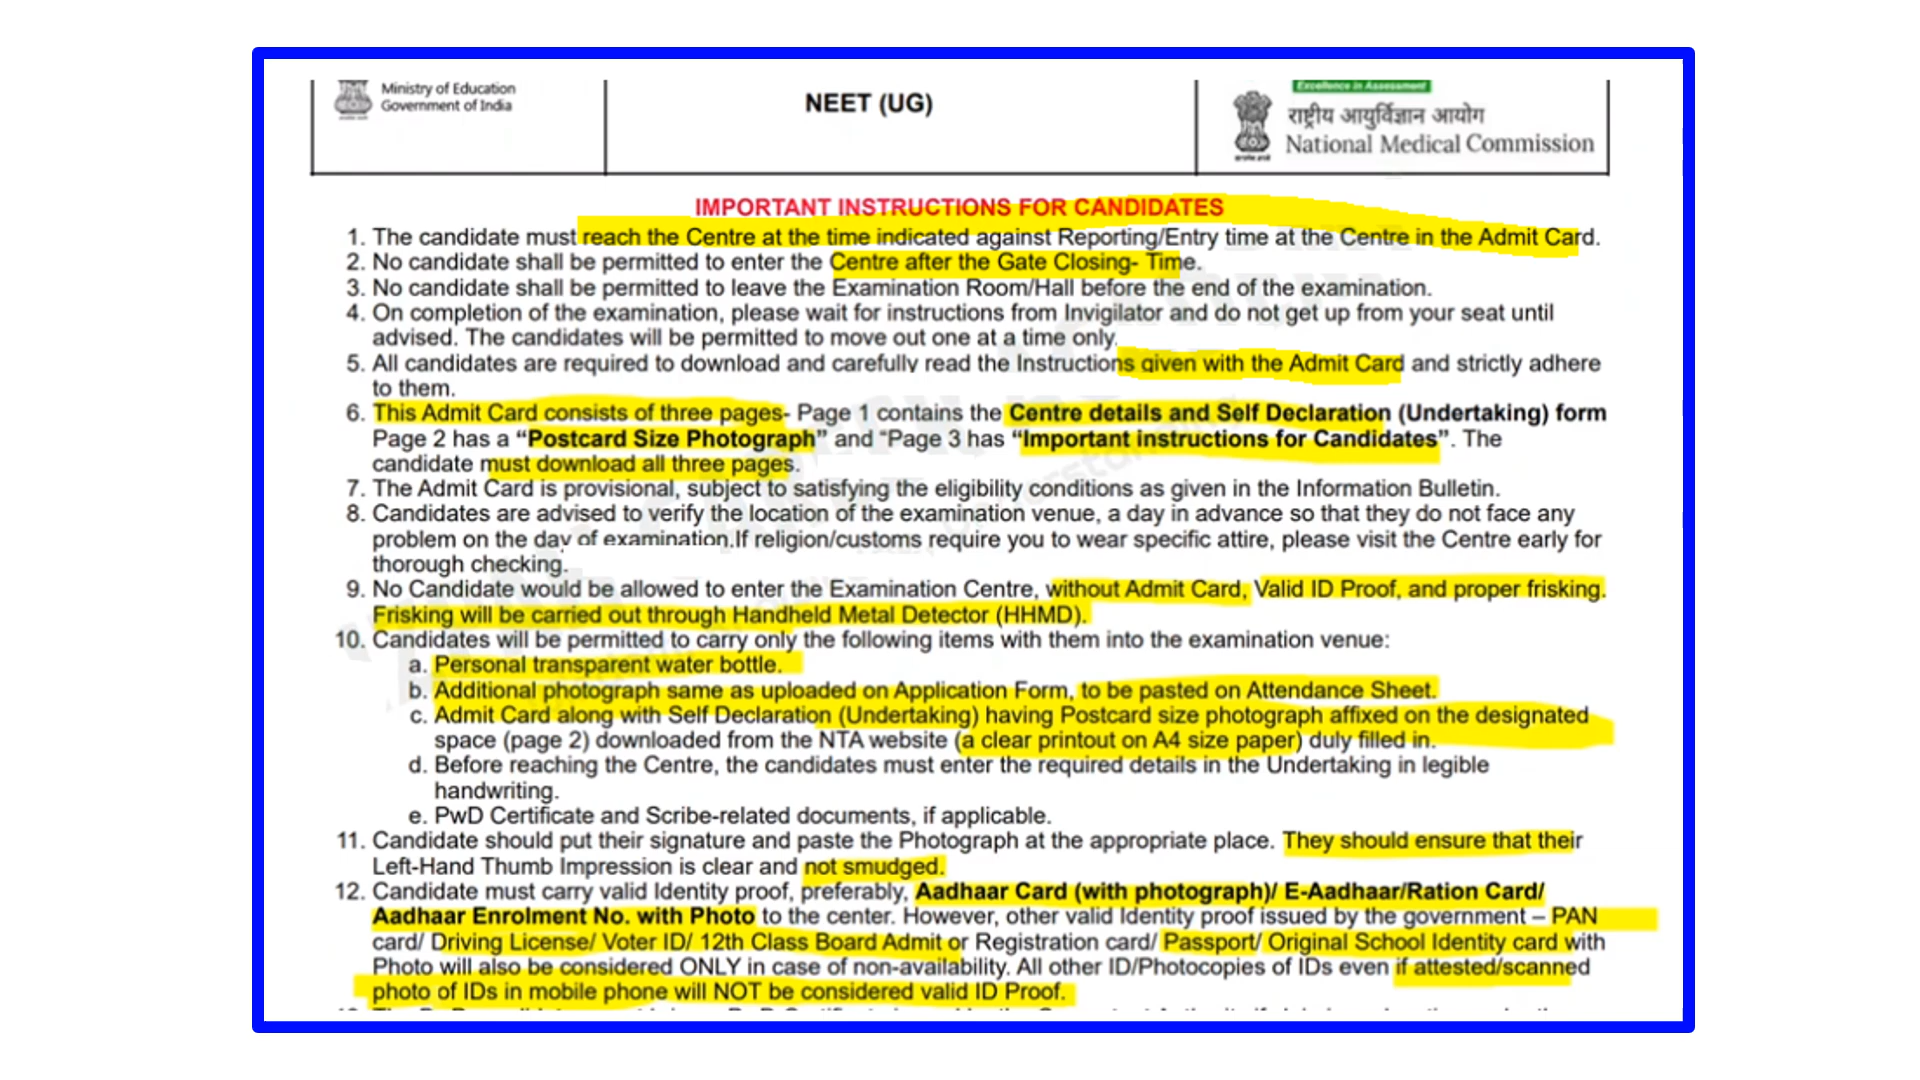 Ministry of Education
Government of India
NEET (UG)
Excellence in Assessment
राष्ट्रीय आयुर्विज्ञान आयोग
National Medical Commission
IMPORTANT INSTRUCTIONS FOR CANDIDATES
1. The candidate must reach the Centre at the time indicated against Reporting/Entry time at the Centre in the Admit Card.
2. No candidate shall be permitted to enter the Centre after the Gate Closing- Time.
3. No candidate shall be permitted to leave the Examination Room/Hall before the end of the examination.
4. On completion of the examination, please wait for instructions from Invigilator and do not get up from your seat until
advised. The candidates will be permitted to move out one at a time only.
5. All candidates are required to download and carefully read the Instructions given with the Admit Card and strictly adhere
to them.
6. This Admit Card consists of three pages- Page 1 contains the Centre details and Self Declaration (Undertaking) form
Page 2 has a “Postcard Size Photograph” and “Page 3 has “Important instructions for Candidates”. The
candidate must download all three pages.
7. The Admit Card is provisional, subject to satisfying the eligibility conditions as given in the Information Bulletin.
8. Candidates are advised to verify the location of the examination venue, a day in advance so that they do not face any
problem on the day of examination.If religion/customs require you to wear specific attire, please visit the Centre early for
thorough checking.
9. No Candidate would be allowed to enter the Examination Centre, without Admit Card, Valid ID Proof, and proper frisking.
Frisking will be carried out through Handheld Metal Detector (HHMD).
10. Candidates will be permitted to carry only the following items with them into the examination venue:
a. Personal transparent water bottle.
b. Additional photograph same as uploaded on Application Form, to be pasted on Attendance Sheet.
c. Admit Card along with Self Declaration (Undertaking) having Postcard size photograph affixed on the designated
space (page 2) downloaded from the NTA website (a clear printout on A4 size paper) duly filled in.
d. Before reaching the Centre, the candidates must enter the required details in the Undertaking in legible
handwriting.
e. PwD Certificate and Scribe-related documents, if applicable.
11. Candidate should put their signature and paste the Photograph at the appropriate place. They should ensure that their
Left-Hand Thumb Impression is clear and not smudged.
12. Candidate must carry valid Identity proof, preferably, Aadhaar Card (with photograph)/ E-Aadhaar/Ration Card/
Aadhaar Enrolment No. with Photo to the center. However, other valid Identity proof issued by the government – PAN
card/ Driving License/ Voter ID/ 12th Class Board Admit or Registration card/ Passport/ Original School Identity card with
Photo will also be considered ONLY in case of non-availability. All other ID/Photocopies of IDs even if attested/scanned
photo of IDs in mobile phone will NOT be considered valid ID Proof.